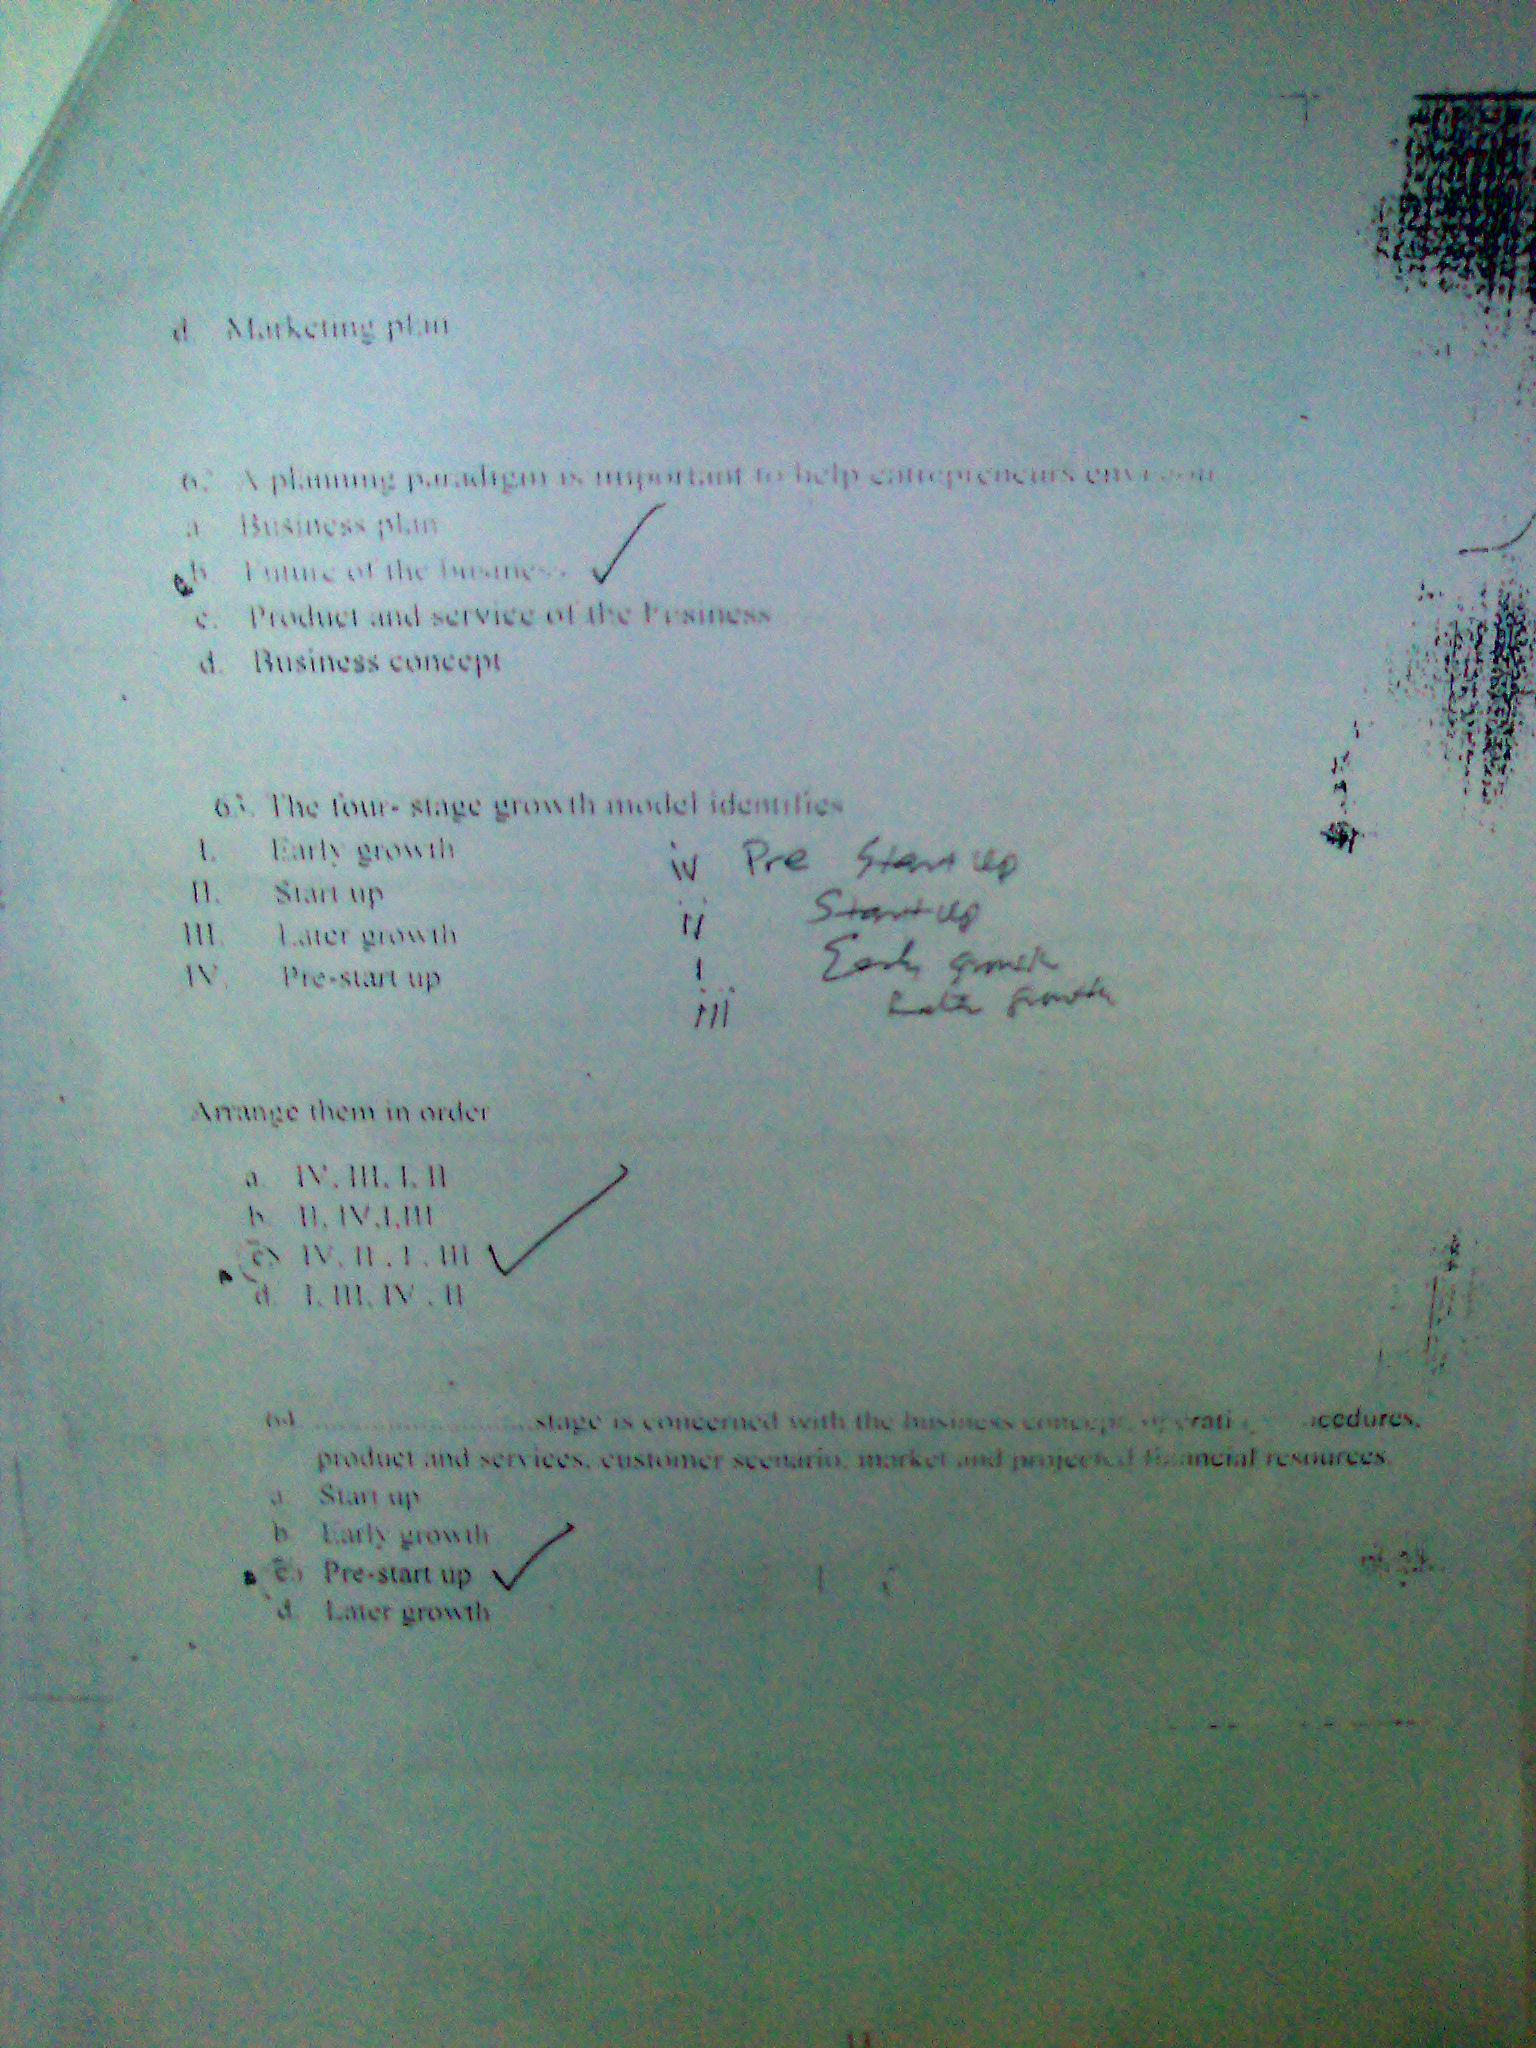 d. Marketing plan
62. A planning paradigm is important to help entrepreneurs envision
a. Business plan
b. Future of the business
c. Product and service of the business
d. Business concept
63. The four- stage growth model identifies
I. Early growth
II. Start up
III. Later growth
IV. Pre-start up
iv Pre Start up
ii Start up
i Early growth
iii Later growth
Arrange them in order
a. IV, III, I, II
b. II, IV,I,III
c. IV, II , I , III
d. I, III, IV , II
64. ....................stage is concerned with the business concept, operating procedures,
product and services, customer scenario, market and projected financial resources.
a. Start up
b. Early growth
c. Pre-start up
d. Later growth